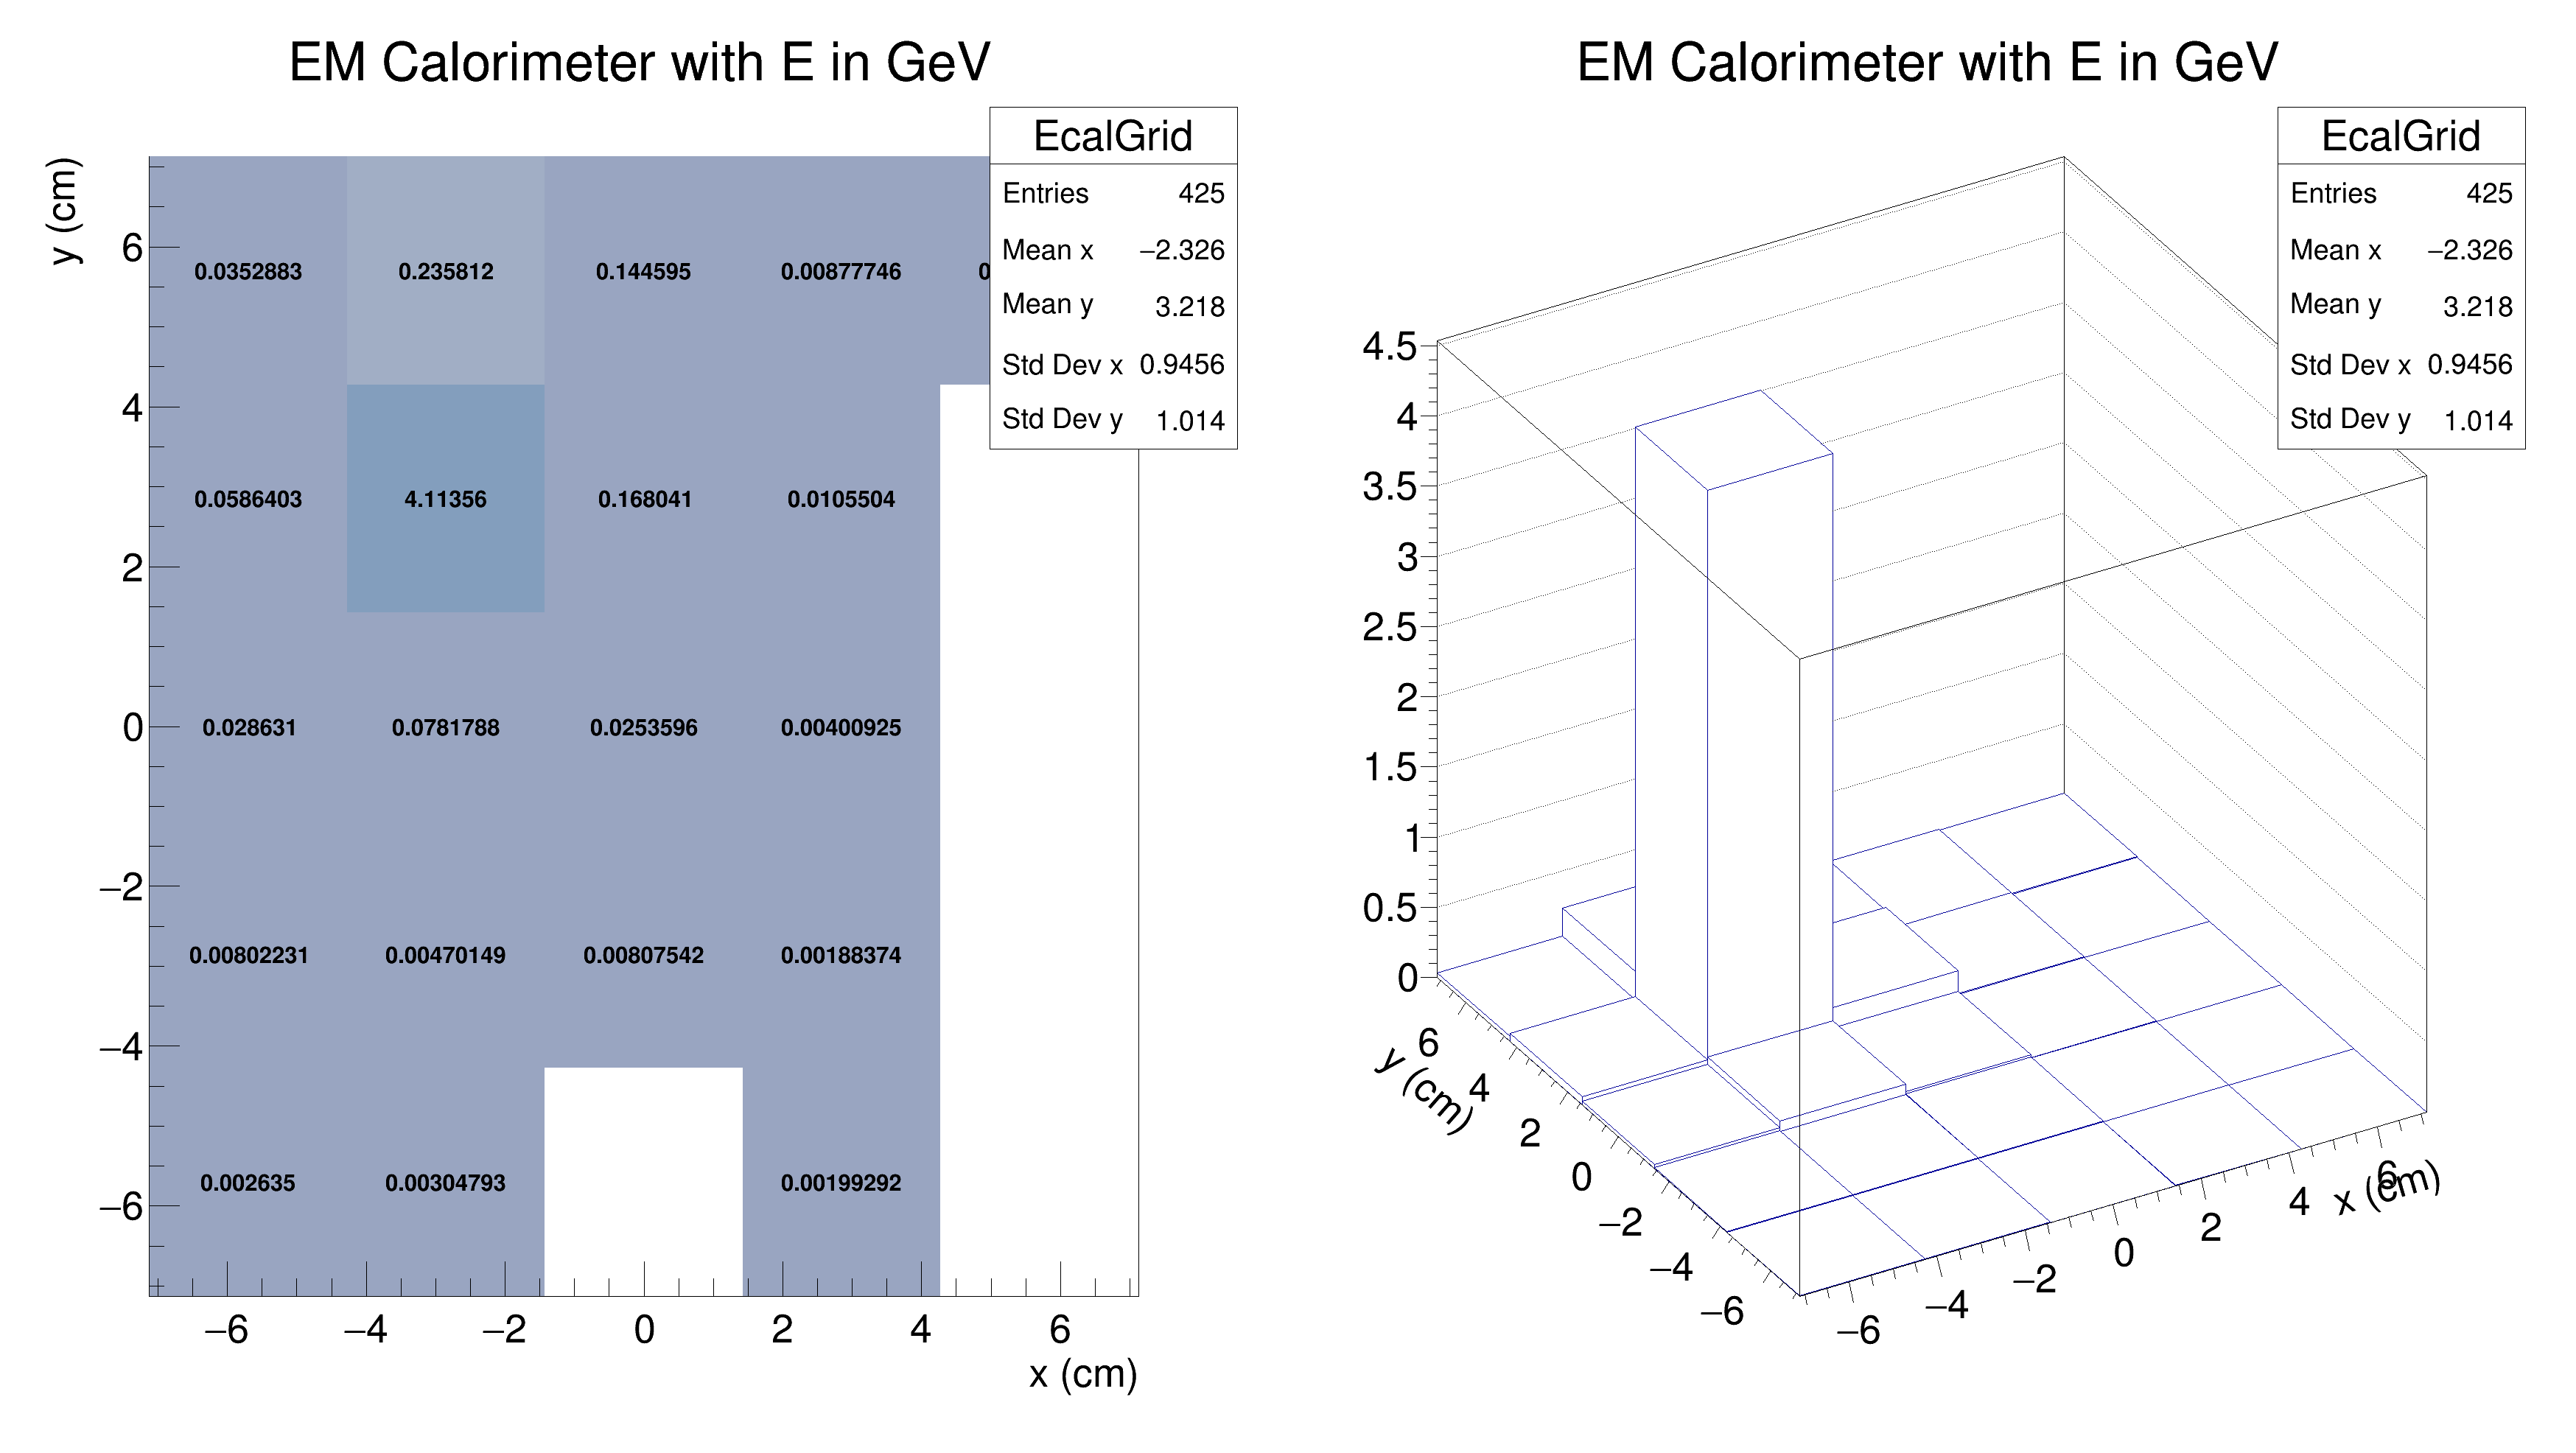 EM Calorimeter with E in GeV
EcalGrid
Entries 425
Mean x −2.326
Mean y 3.218
Std Dev x 0.9456
Std Dev y 1.014
y (cm)
6
4
2
0
−2
−4
−6
0.0352883 0.235812 0.144595 0.00877746
0.0586403 4.11356 0.168041 0.0105504
0.028631 0.0781788 0.0253596 0.00400925
0.00802231 0.00470149 0.00807542 0.00188374
0.002635 0.00304793 0.00199292
−6 −4 −2 0 2 4 6
x (cm)
EM Calorimeter with E in GeV
EcalGrid
Entries 425
Mean x −2.326
Mean y 3.218
Std Dev x 0.9456
Std Dev y 1.014
4.5
4
3.5
3
2.5
2
1.5
1
0.5
0
y (cm)
6
4
2
0
−2
−4
−6
−6
−4
−2
0
2
4
6
x (cm)